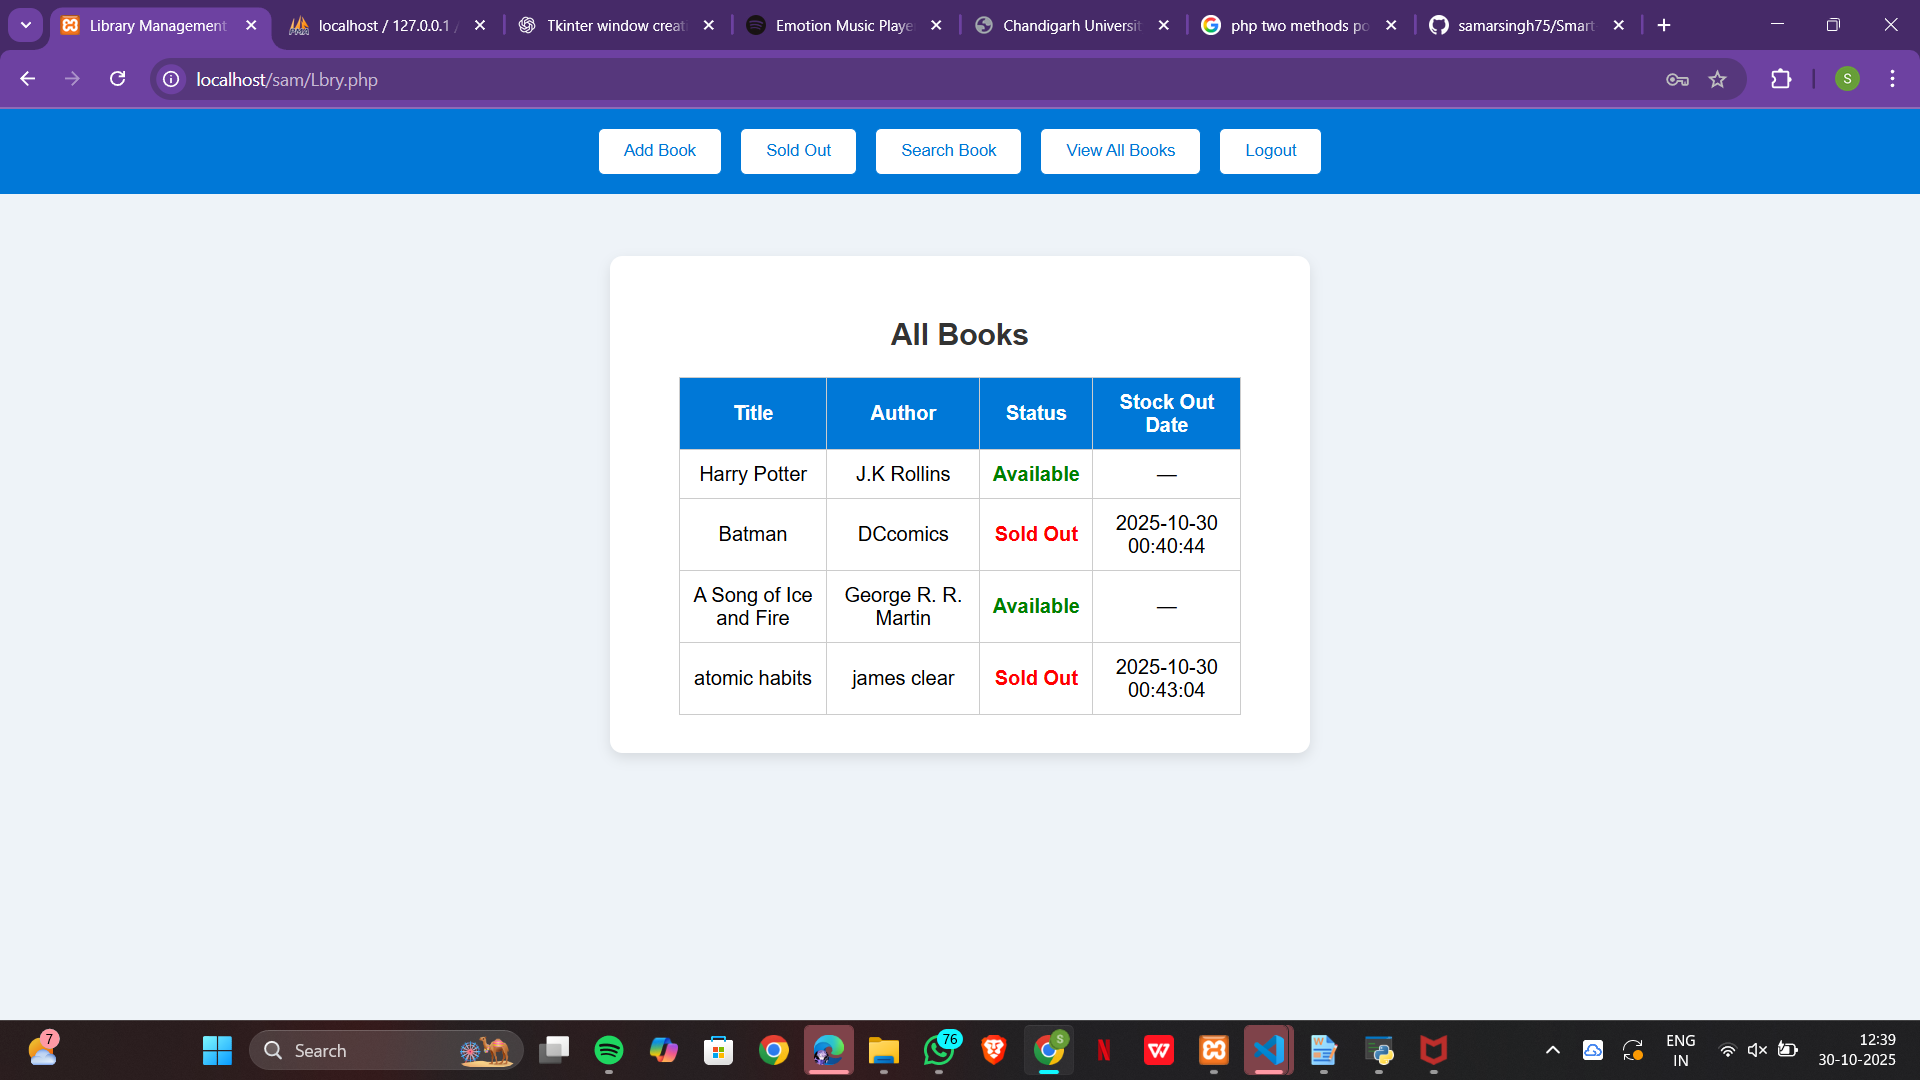 Library Management
localhost / 127.0.0.1 /
Tkinter window creati
Emotion Music Playe
Chandigarh Universit
php two methods po
samarsingh75/Smart
localhost/sam/Lbry.php
S
Add Book
Sold Out
Search Book
View All Books
Logout
All Books
Title
Author
Status
Stock Out
Date
Harry Potter
J.K Rollins
Available
—
Batman
DCcomics
Sold Out
2025-10-30
00:40:44
A Song of Ice
and Fire
George R. R.
Martin
Available
—
atomic habits
james clear
Sold Out
2025-10-30
00:43:04
7
Search
76
S
N
W
W
ENG
IN
12:39
30-10-2025